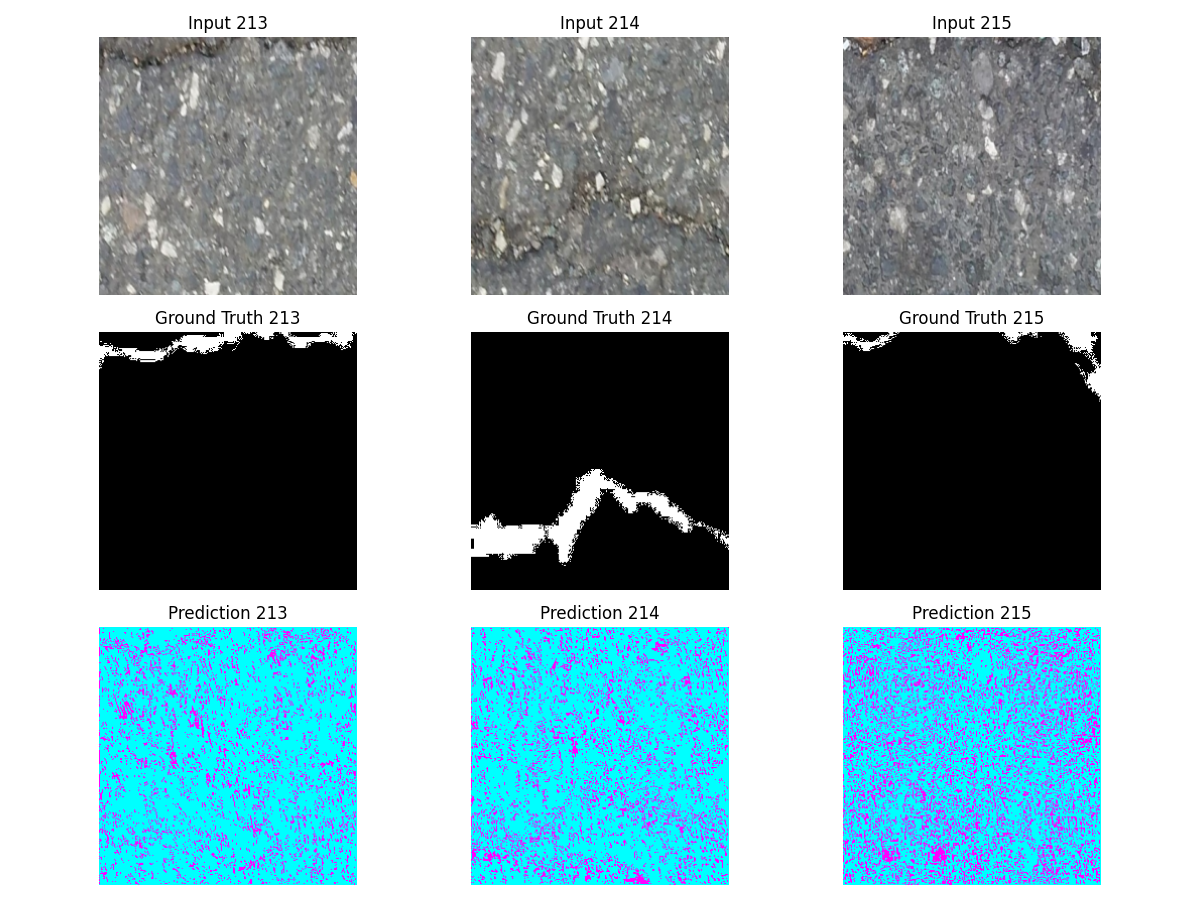 Input 213
Input 214
Input 215
Ground Truth 213
Ground Truth 214
Ground Truth 215
Prediction 213
Prediction 214
Prediction 215